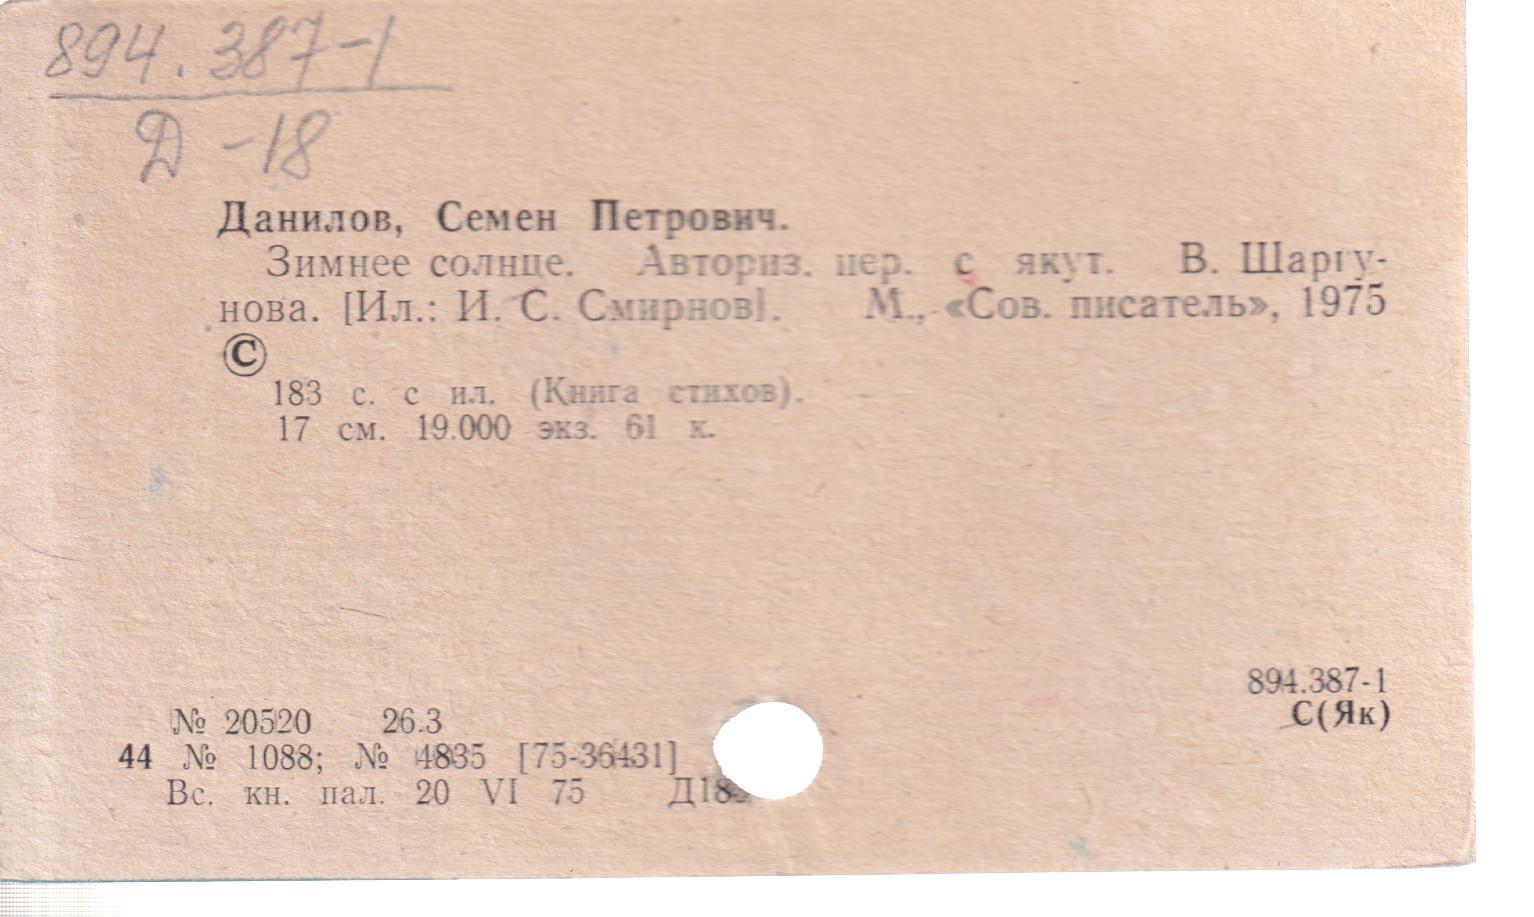 894.387-1
Д-18
Данилов, Семен Петрович.
Зимнее солнце. Авториз. пер. с якут. В. Шаргу-
нова. [Ил.: И. С. Смирнов]. М., «Сов. писатель», 1975
©
183 с. с ил. (Книга стихов).
17 см. 19.000 экз. 61 к.
894.387-1
С(Як)
№ 20520 26.3
44 № 1088; № 4835 [75-36431]
Вс. кн. пал. 20 VI 75